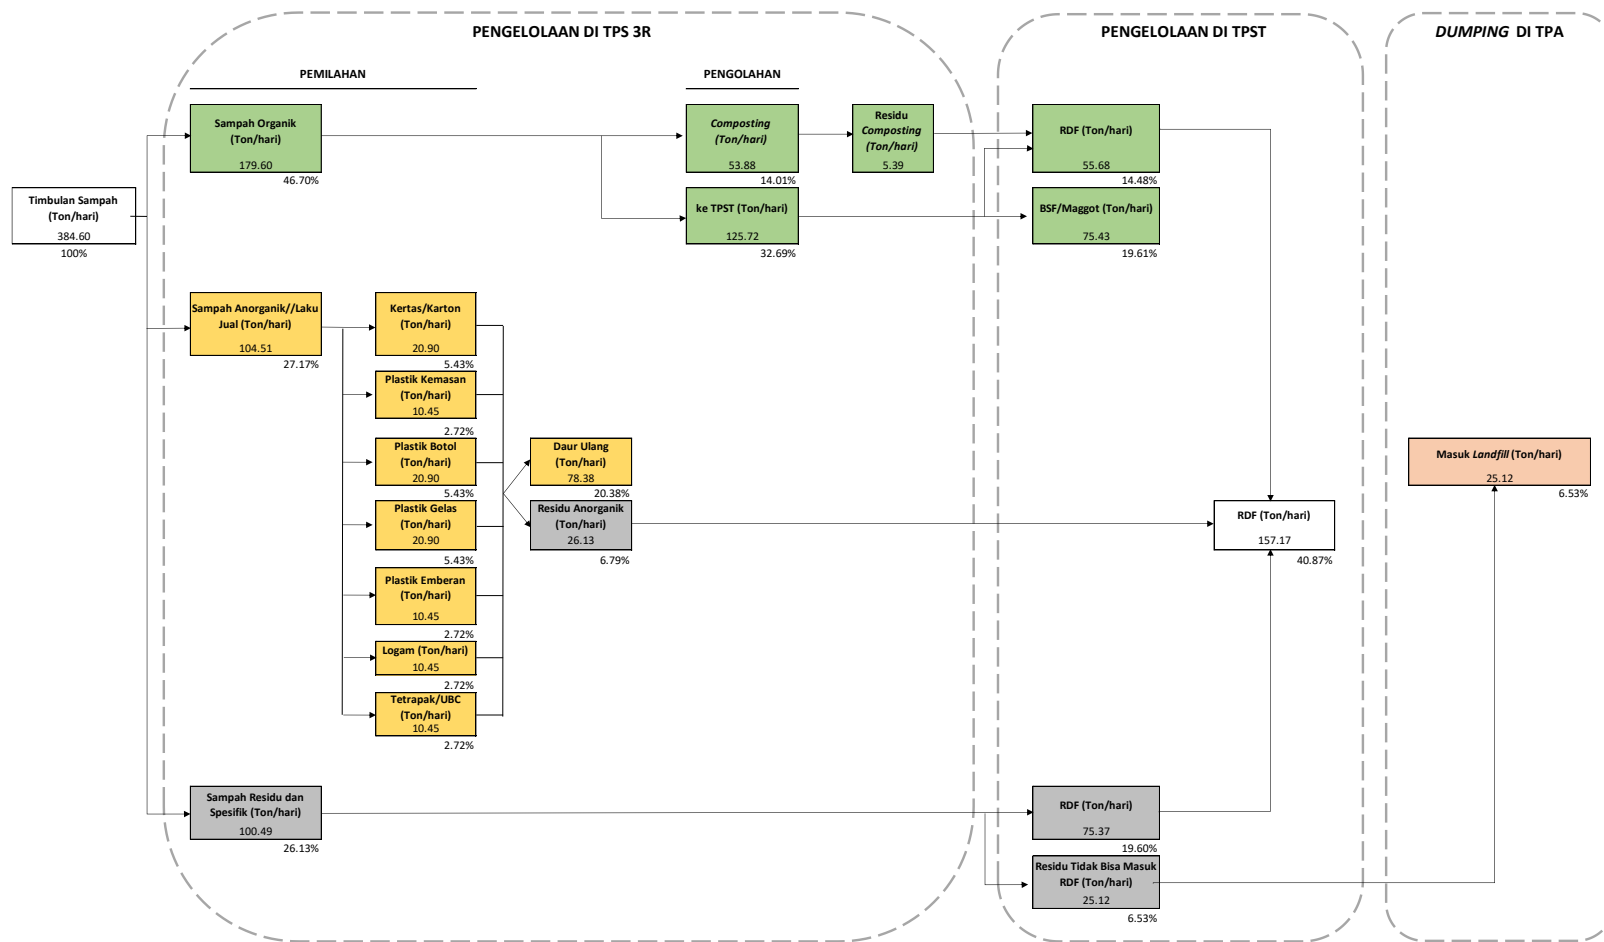 PENGELOLAAN DI TPS 3R
PENGELOLAAN DI TPST
DUMPING DI TPA
PEMILAHAN
PENGOLAHAN
Timbulan Sampah
(Ton/hari)
384.60
100%
Sampah Organik
(Ton/hari)
179.60
46.70%
Composting
(Ton/hari)
53.88
14.01%
Residu
Composting
(Ton/hari)
5.39
RDF (Ton/hari)
55.68
14.48%
ke TPST (Ton/hari)
125.72
32.69%
BSF/Maggot (Ton/hari)
75.43
19.61%
Sampah Anorganik//Laku
Jual (Ton/hari)
104.51
27.17%
Kertas/Karton
(Ton/hari)
20.90
5.43%
Plastik Kemasan
(Ton/hari)
10.45
2.72%
Plastik Botol
(Ton/hari)
20.90
5.43%
Plastik Gelas
(Ton/hari)
20.90
5.43%
Plastik Emberan
(Ton/hari)
10.45
2.72%
Logam (Ton/hari)
10.45
2.72%
Tetrapak/UBC
(Ton/hari)
10.45
2.72%
Daur Ulang
(Ton/hari)
78.38
20.38%
Residu Anorganik
(Ton/hari)
26.13
6.79%
RDF (Ton/hari)
157.17
40.87%
Masuk Landfill (Ton/hari)
25.12
6.53%
Sampah Residu dan
Spesifik (Ton/hari)
100.49
26.13%
RDF (Ton/hari)
75.37
19.60%
Residu Tidak Bisa Masuk
RDF (Ton/hari)
25.12
6.53%